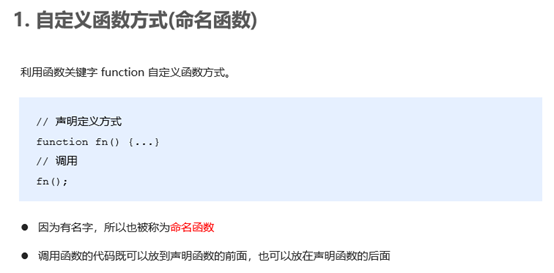 1. 自定义函数方式(命名函数)
利用函数关键字 function 自定义函数方式。
// 声明定义方式
function fn() {...}
// 调用
fn();
● 因为有名字，所以也被称为命名函数
● 调用函数的代码既可以放到声明函数的前面，也可以放在声明函数的后面